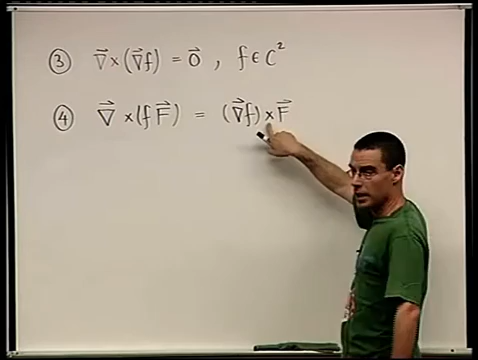 ③ ∇⃗×(∇⃗f) = 0⃗ , f ∈ C²
④ ∇⃗ ×(f F⃗) = (∇⃗f)×F⃗